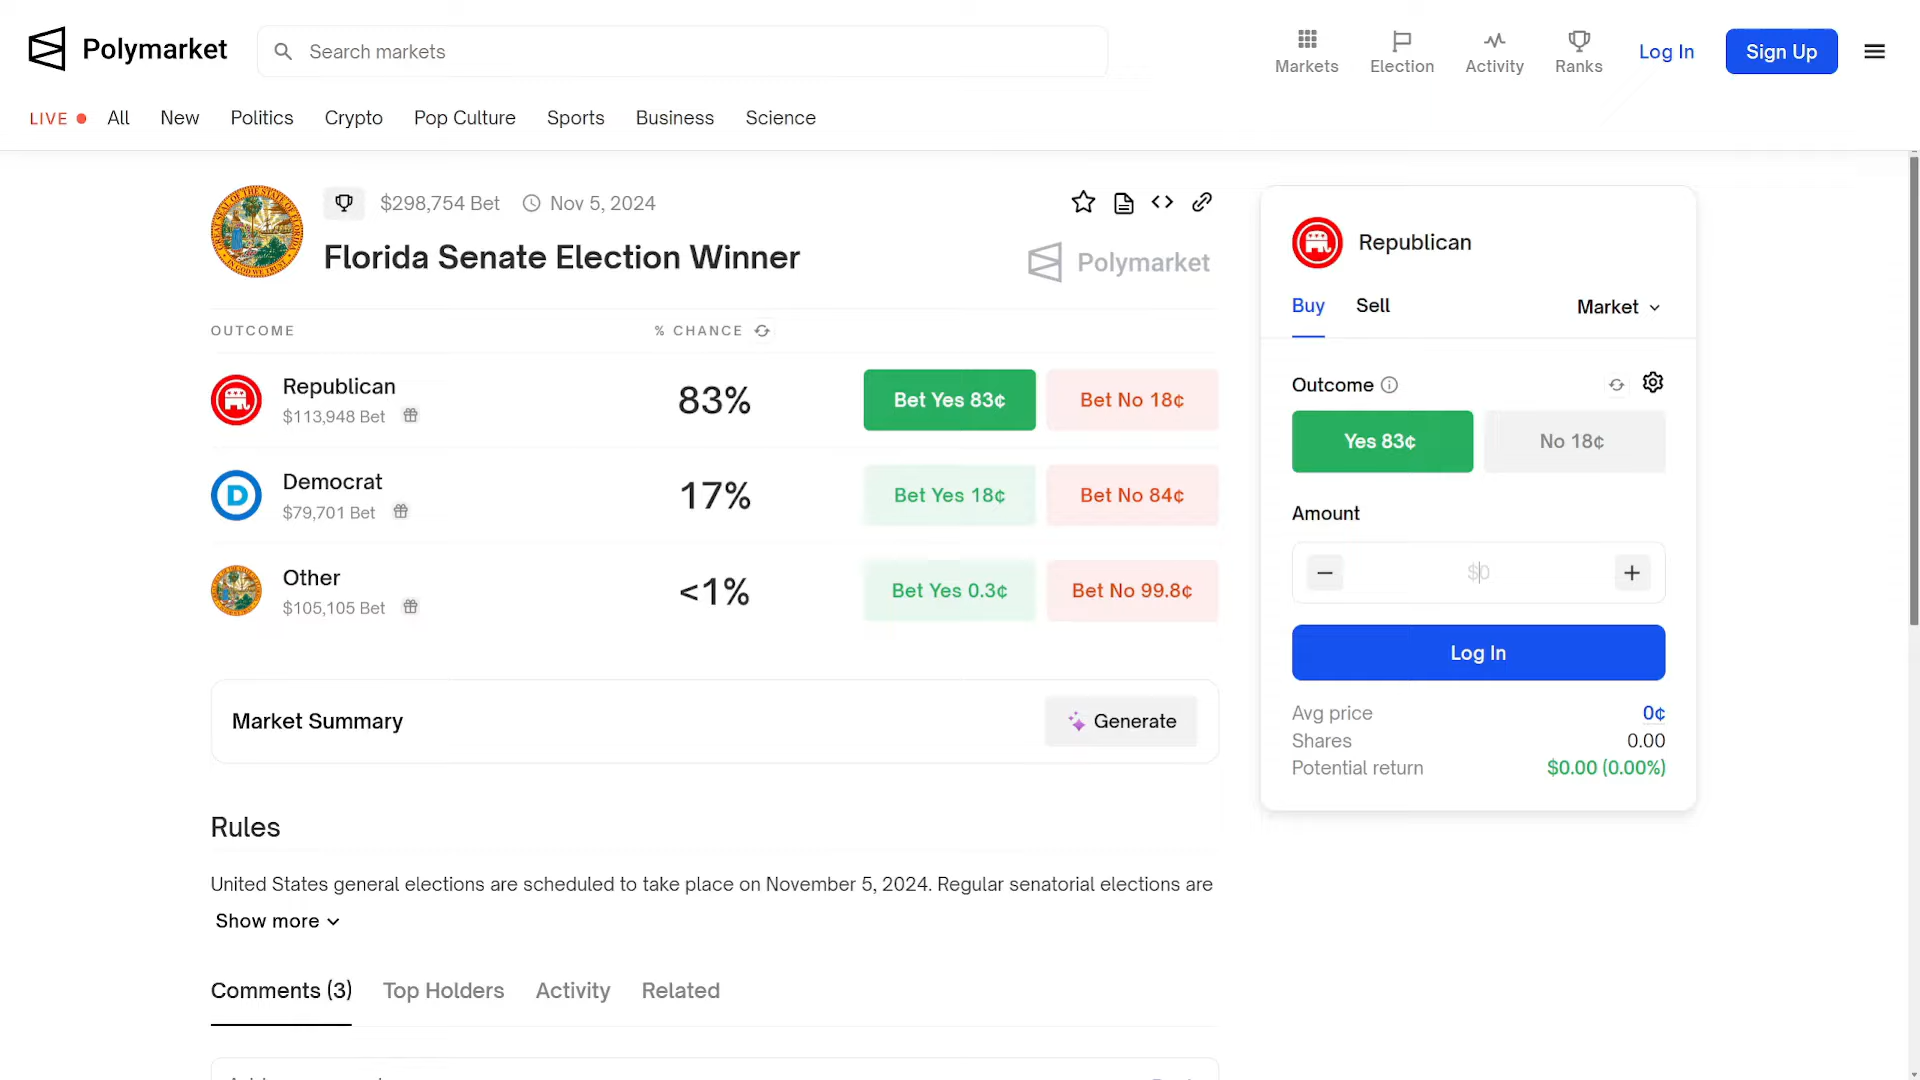 Polymarket
Search markets
Markets
Election
Activity
Ranks
Log In
Sign Up
LIVE
All
New
Politics
Crypto
Pop Culture
Sports
Business
Science
$298,754 Bet
Nov 5, 2024
Florida Senate Election Winner
Polymarket
OUTCOME
% CHANCE
Republican
$113,948 Bet
83%
Bet Yes 83¢
Bet No 18¢
Democrat
$79,701 Bet
17%
Bet Yes 18¢
Bet No 84¢
Other
$105,105 Bet
<1%
Bet Yes 0.3¢
Bet No 99.8¢
Market Summary
Generate
Rules
United States general elections are scheduled to take place on November 5, 2024. Regular senatorial elections are
Show more
Comments (3)
Top Holders
Activity
Related
Republican
Buy
Sell
Market
Outcome
Yes 83¢
No 18¢
Amount
$0
Log In
Avg price
0¢
Shares
0.00
Potential return
$0.00 (0.00%)